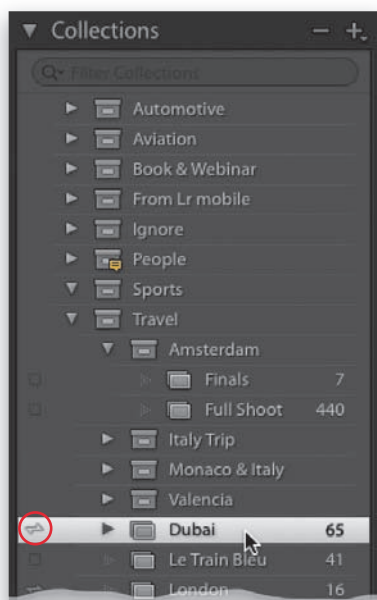 Collections
Filter Collections
Automotive
Aviation
Book & Webinar
From Lr mobile
Ignore
People
Sports
Travel
Amsterdam
Finals 7
Full Shoot 440
Italy Trip
Monaco & Italy
Valencia
Dubai 65
Le Train Bleu 41
London 16